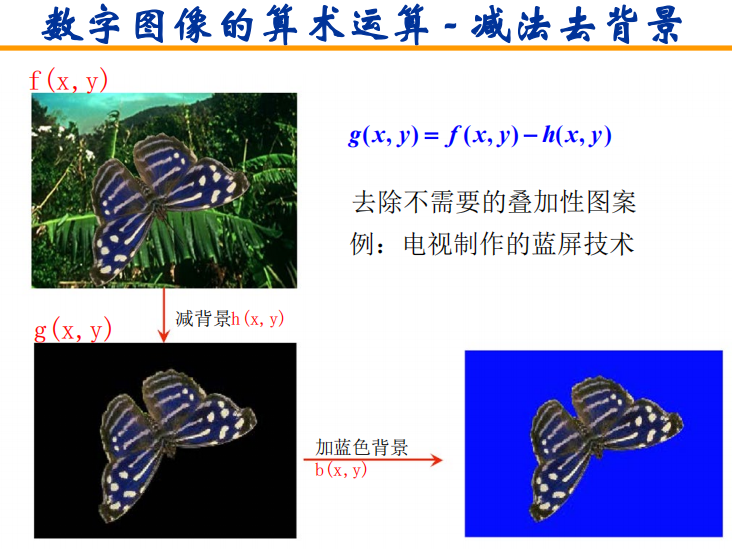 数字图像的算术运算-减法去背景
f(x,y)
g(x, y) = f(x, y) - h(x, y)
去除不需要的叠加性图案
例：电视制作的蓝屏技术
减背景h(x,y)
g(x,y)
加蓝色背景
b(x,y)